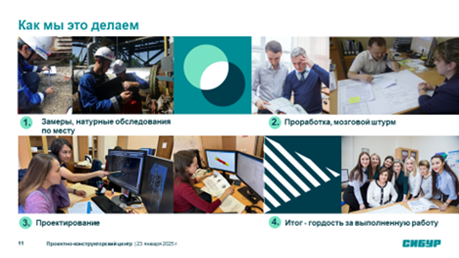 Как мы это делаем
1. Замеры, натурные обследования
по месту
2. Проработка, мозговой штурм
3. Проектирование
4. Итог - гордость за выполненную работу
11 Проектно-конструкторский центр | 23 января 2025 г
СИБУР